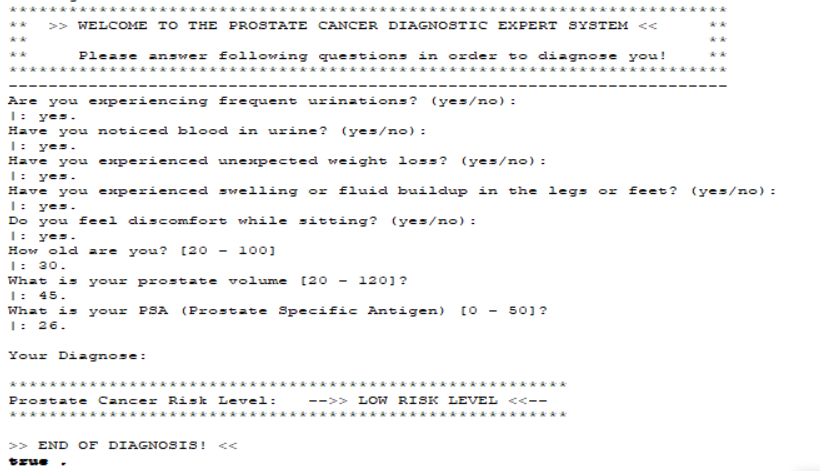 ************************************************************************
** >> WELCOME TO THE PROSTATE CANCER DIAGNOSTIC EXPERT SYSTEM << **
** **
** Please answer following questions in order to diagnose you! **
************************************************************************
------------------------------------------------------------------------
Are you experiencing frequent urinations? (yes/no):
|: yes.
Have you noticed blood in urine? (yes/no):
|: yes.
Have you experienced unexpected weight loss? (yes/no):
|: yes.
Have you experienced swelling or fluid buildup in the legs or feet? (yes/no):
|: yes.
Do you feel discomfort while sitting? (yes/no):
|: yes.
How old are you? [20 - 100]
|: 30.
What is your prostate volume [20 - 120]?
|: 45.
What is your PSA (Prostate Specific Antigen) [0 - 50]?
|: 26.
Your Diagnose:
********************************************************
Prostate Cancer Risk Level: -->> LOW RISK LEVEL <<--
********************************************************
>> END OF DIAGNOSIS! <<
true .